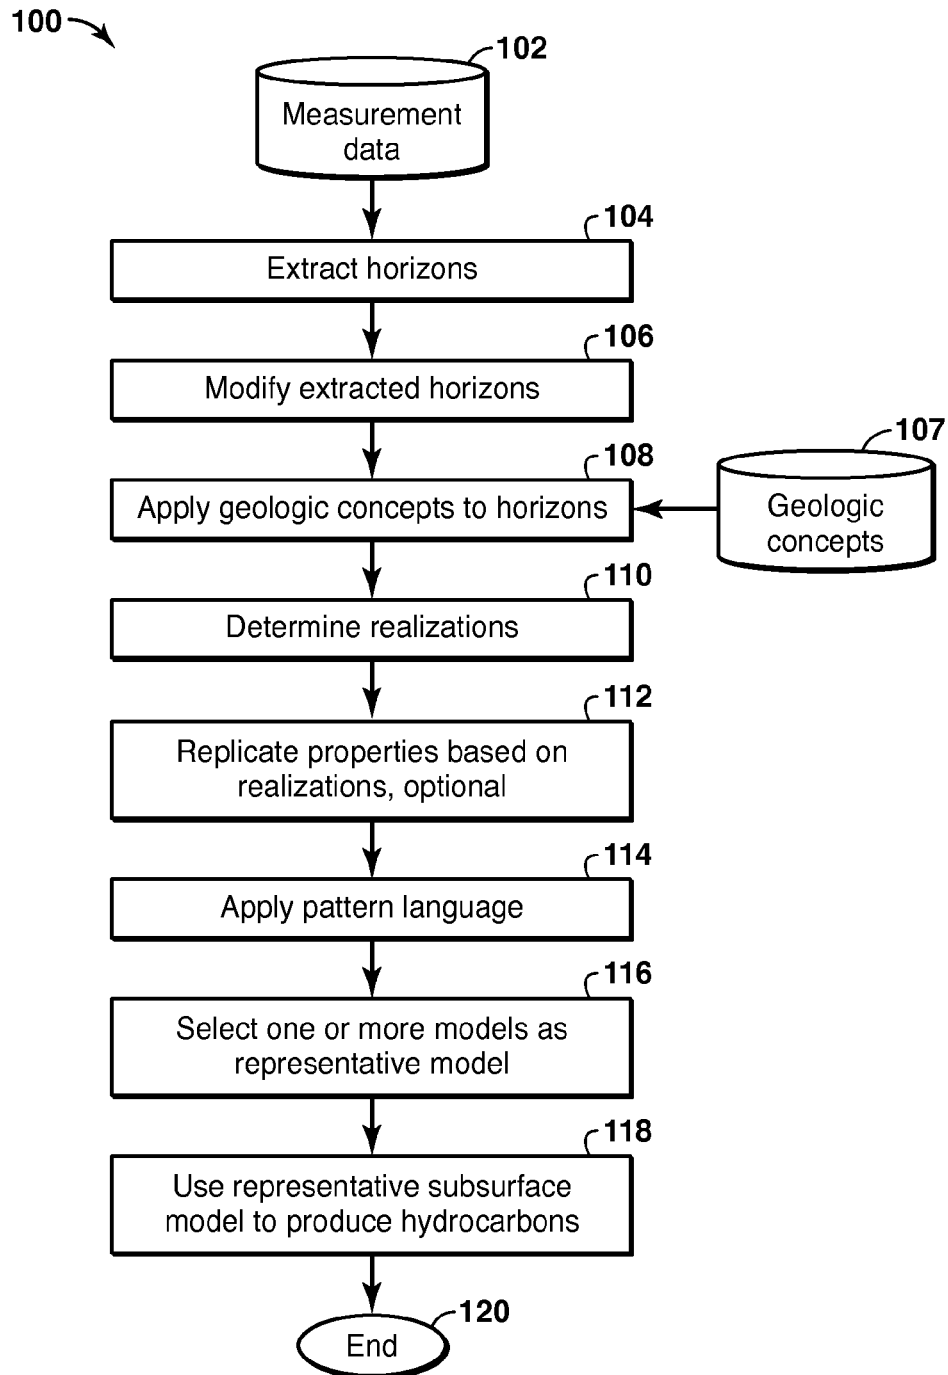 100
102
Measurement
data
104
Extract horizons
106
Modify extracted horizons
107
108
Apply geologic concepts to horizons
Geologic
concepts
110
Determine realizations
112
Replicate properties based on
realizations, optional
114
Apply pattern language
116
Select one or more models as
representative model
118
Use representative subsurface
model to produce hydrocarbons
120
End